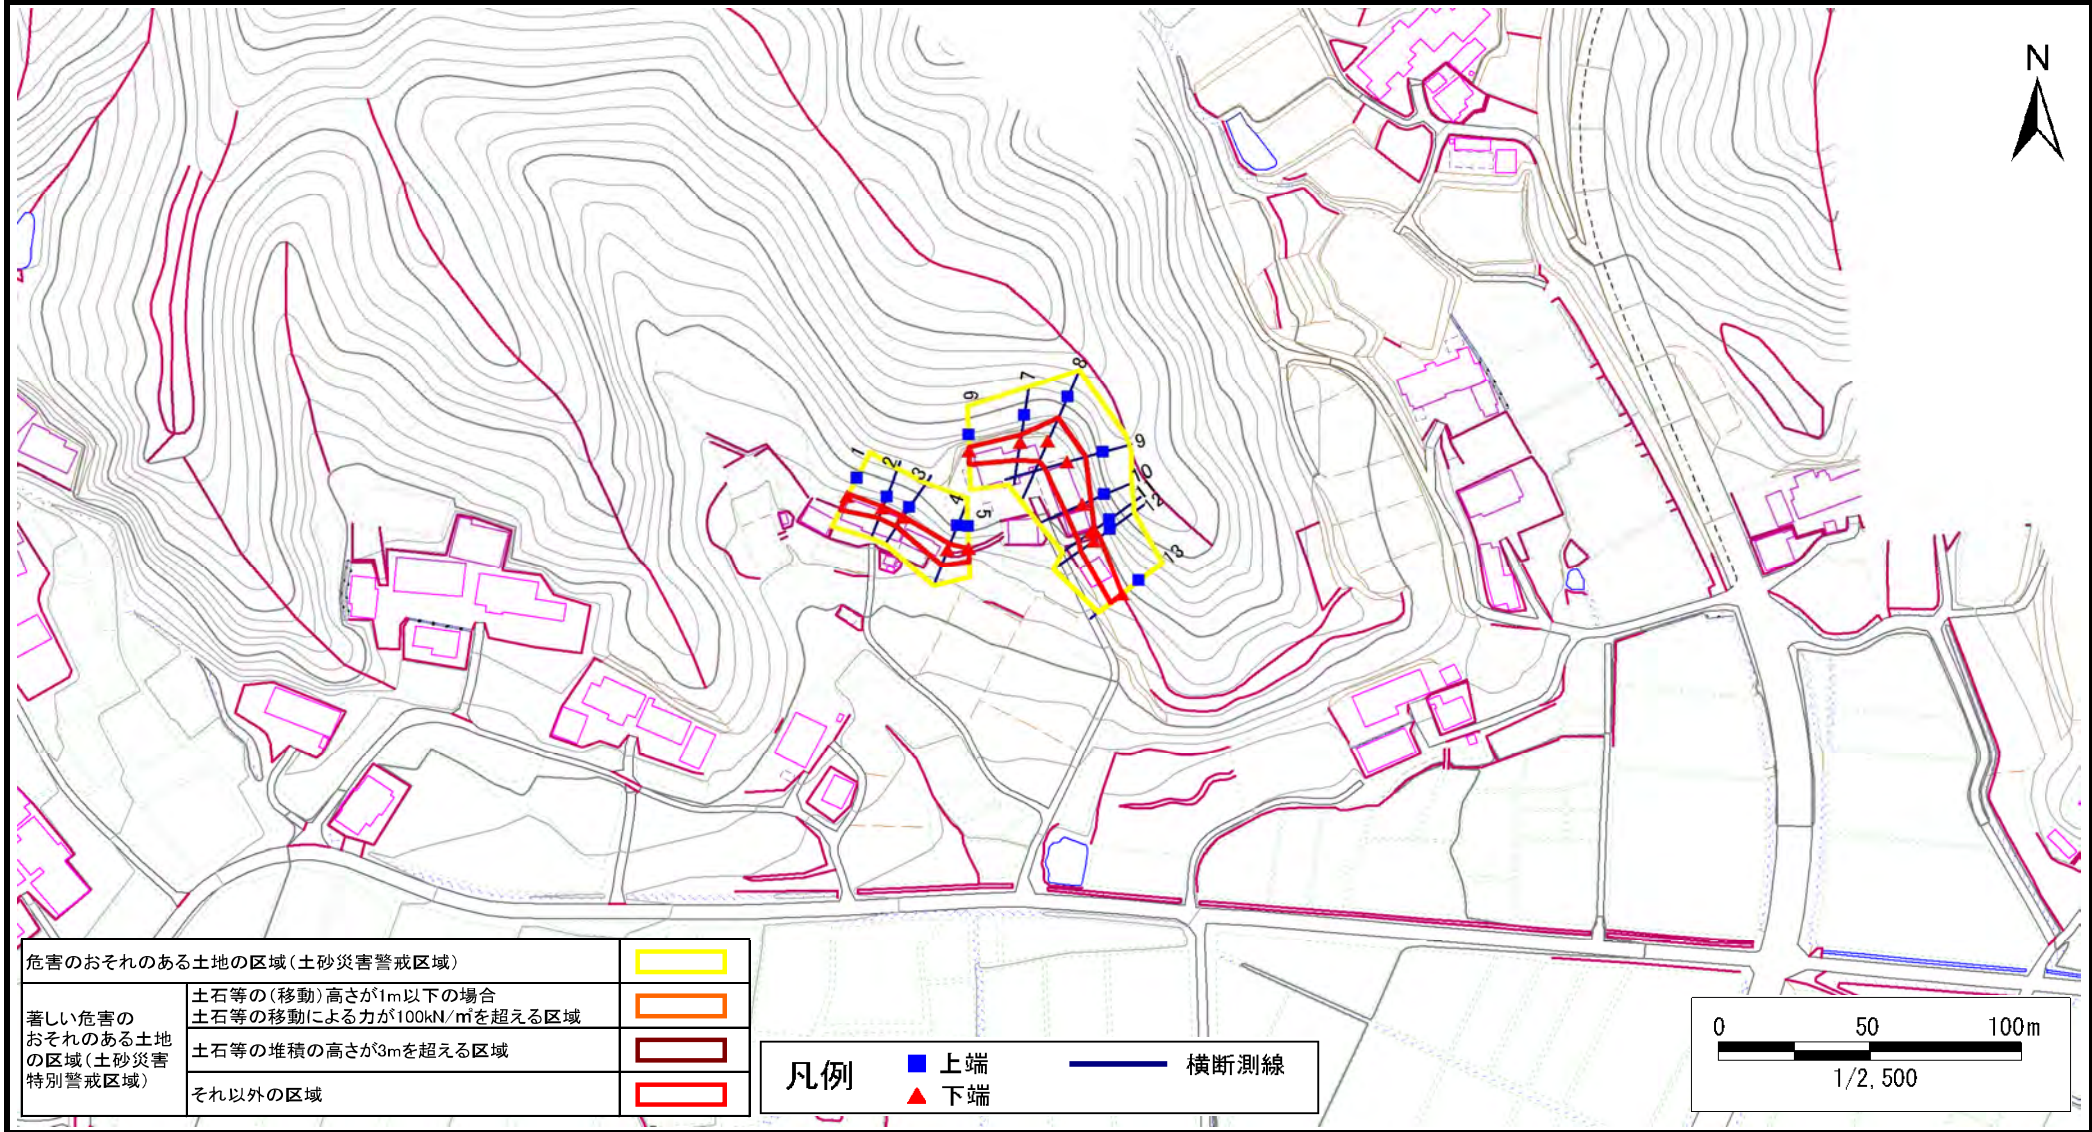 N
8
7
6
9
10
11
12
13
1
2
3
4
5
危害のおそれのある土地の区域(土砂災害警戒区域)
著しい危害の
おそれのある土地
の区域(土砂災害
特別警戒区域)
土石等の(移動)高さが1m以下の場合
土石等の移動による力が100kN/㎡を超える区域
土石等の堆積の高さが3mを超える区域
それ以外の区域
凡例
上端
下端
横断測線
0 50 100m
1/2,500